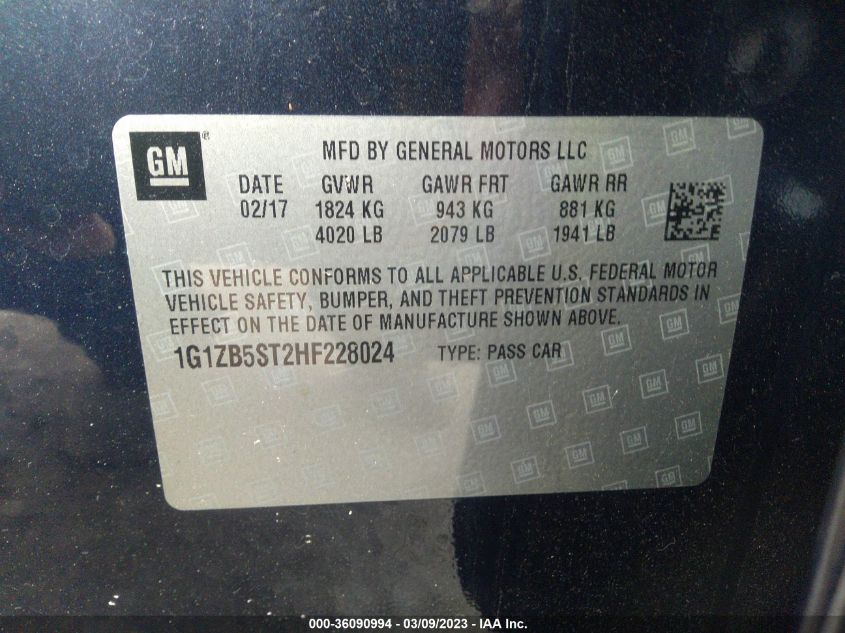 GM ®
MFD BY GENERAL MOTORS LLC
DATE GVWR GAWR FRT GAWR RR
02/17 1824 KG 943 KG 881 KG
4020 LB 2079 LB 1941 LB
THIS VEHICLE CONFORMS TO ALL APPLICABLE U.S. FEDERAL MOTOR
VEHICLE SAFETY, BUMPER, AND THEFT PREVENTION STANDARDS IN
EFFECT ON THE DATE OF MANUFACTURE SHOWN ABOVE.
1G1ZB5ST2HF228024 TYPE: PASS CAR
000-36090994 - 03/09/2023 - IAA Inc.